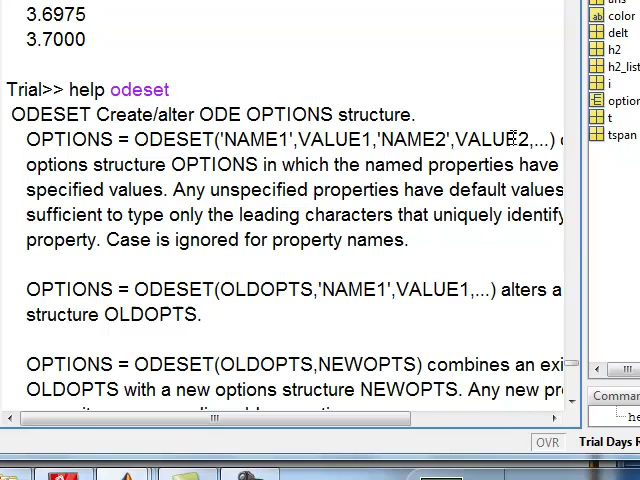 3.6975
3.7000
Trial>> help odeset
ODESET Create/alter ODE OPTIONS structure.
OPTIONS = ODESET('NAME1',VALUE1,'NAME2',VALUE2,...)
options structure OPTIONS in which the named properties have
specified values. Any unspecified properties have default values
sufficient to type only the leading characters that uniquely identify
property. Case is ignored for property names.
OPTIONS = ODESET(OLDOPTS,'NAME1',VALUE1,...) alters a
structure OLDOPTS.
OPTIONS = ODESET(OLDOPTS,NEWOPTS) combines an exi
OLDOPTS with a new options structure NEWOPTS. Any new pro
ab
color
delt
h2
h2_list
i
option
t
tspan
Comman
he
OVR
Trial Days R